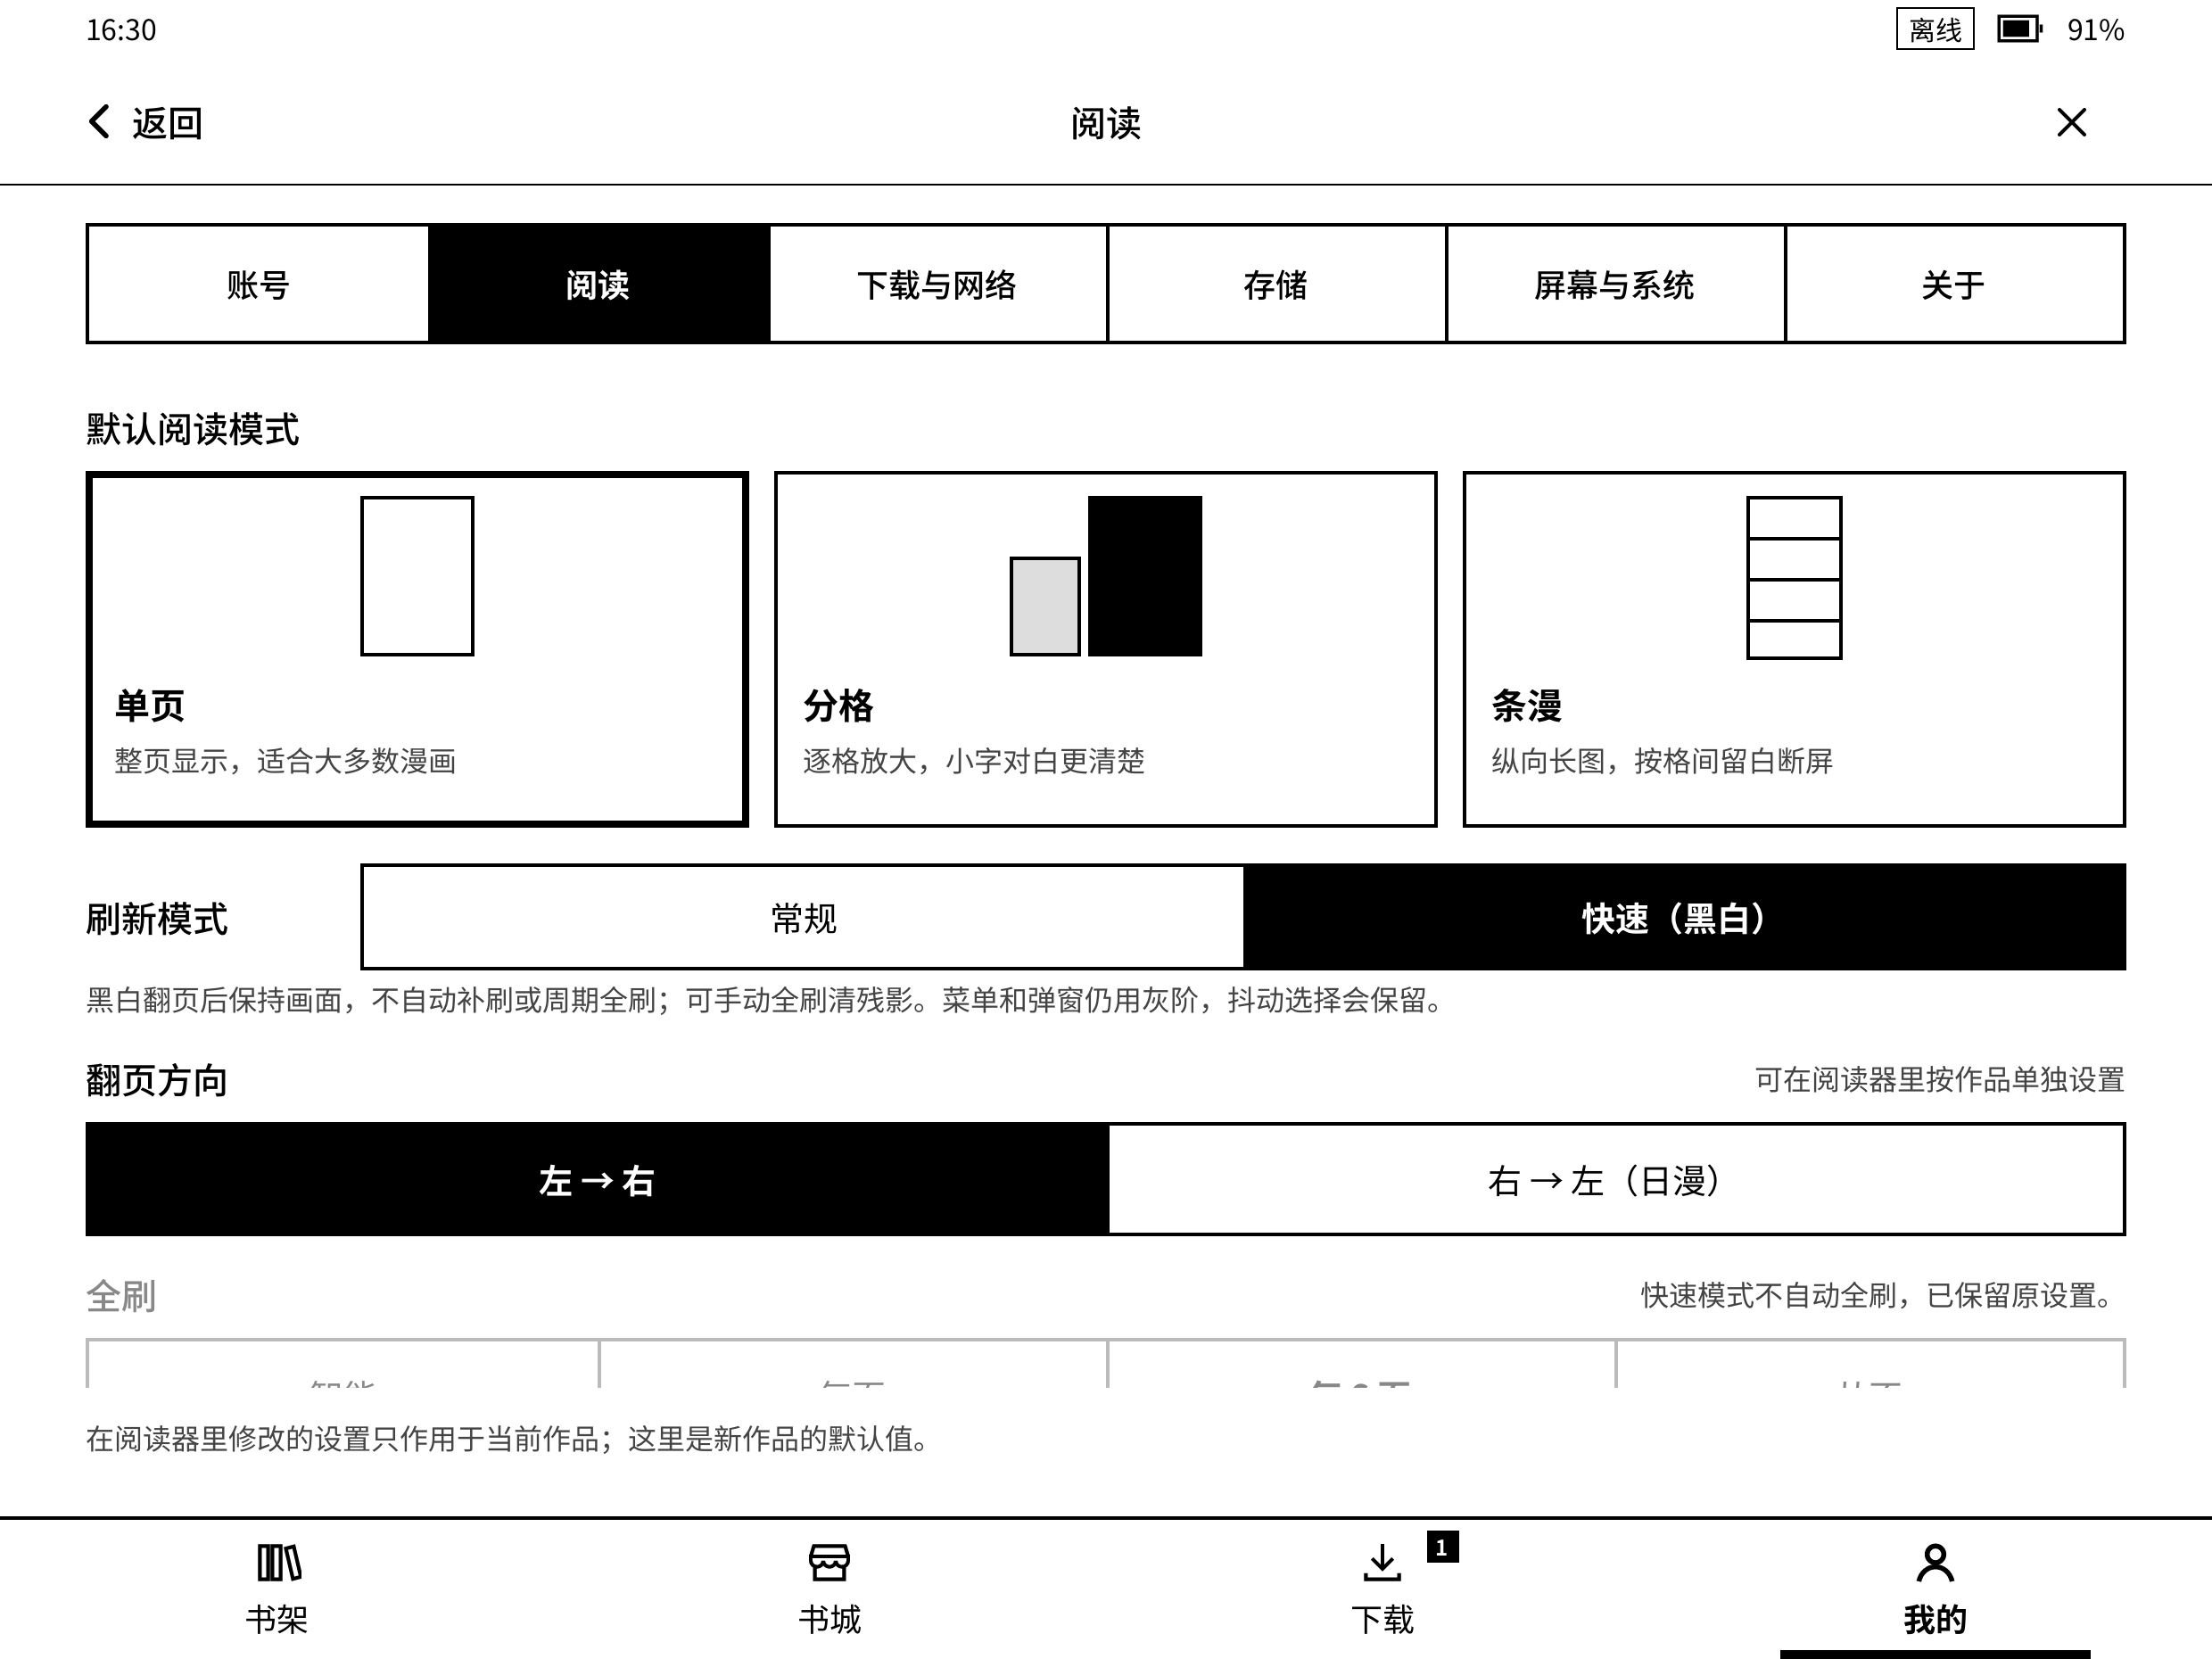 16:30
离线 91%
返回
阅读
账号 阅读 下载与网络 存储 屏幕与系统 关于
默认阅读模式
单页
整页显示，适合大多数漫画
分格
逐格放大，小字对白更清楚
条漫
纵向长图，按格间留白断屏
刷新模式 常规 快速（黑白）
黑白翻页后保持画面，不自动补刷或周期全刷；可手动全刷清残影。菜单和弹窗仍用灰阶，抖动选择会保留。
翻页方向 可在阅读器里按作品单独设置
左 → 右 右 → 左（日漫）
全刷 快速模式不自动全刷，已保留原设置。
在阅读器里修改的设置只作用于当前作品；这里是新作品的默认值。
1
书架 书城 下载 我的